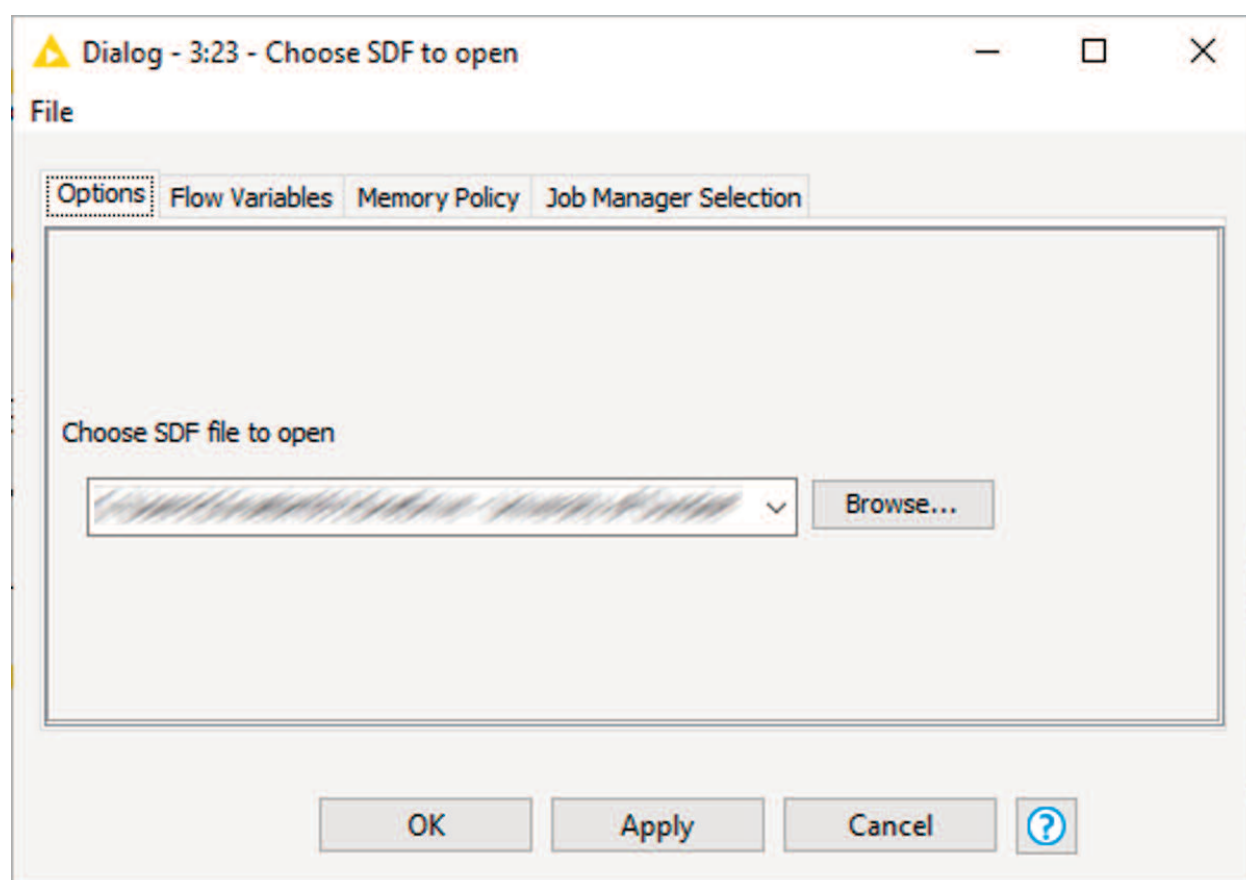 Dialog - 3:23 - Choose SDF to open
File
Options Flow Variables Memory Policy Job Manager Selection
Choose SDF file to open
Browse...
OK Apply Cancel ?